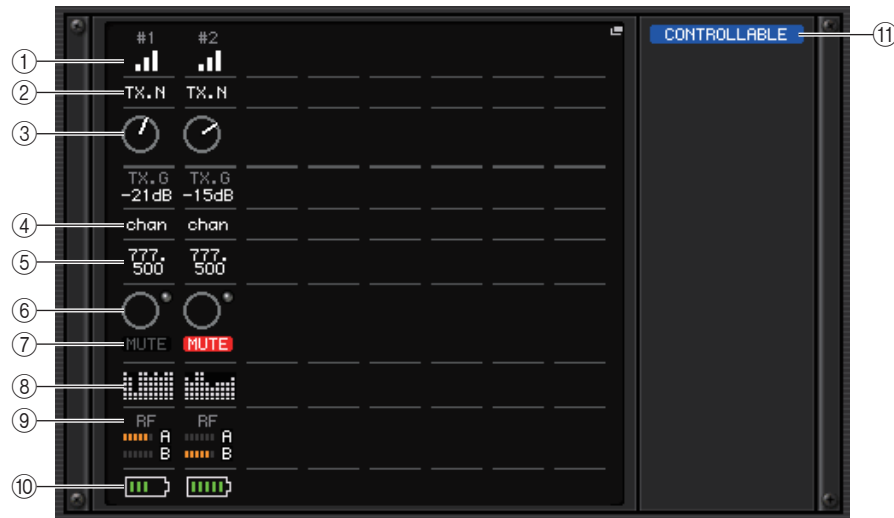 #1 #2
CONTROLLABLE ⑪
①
② TX.N TX.N
③
TX.G TX.G
-21dB -15dB
④ chan chan
⑤ 777. 777.
500 500
⑥
⑦ MUTE MUTE
⑧
⑨ RF RF
A A
B B
⑩